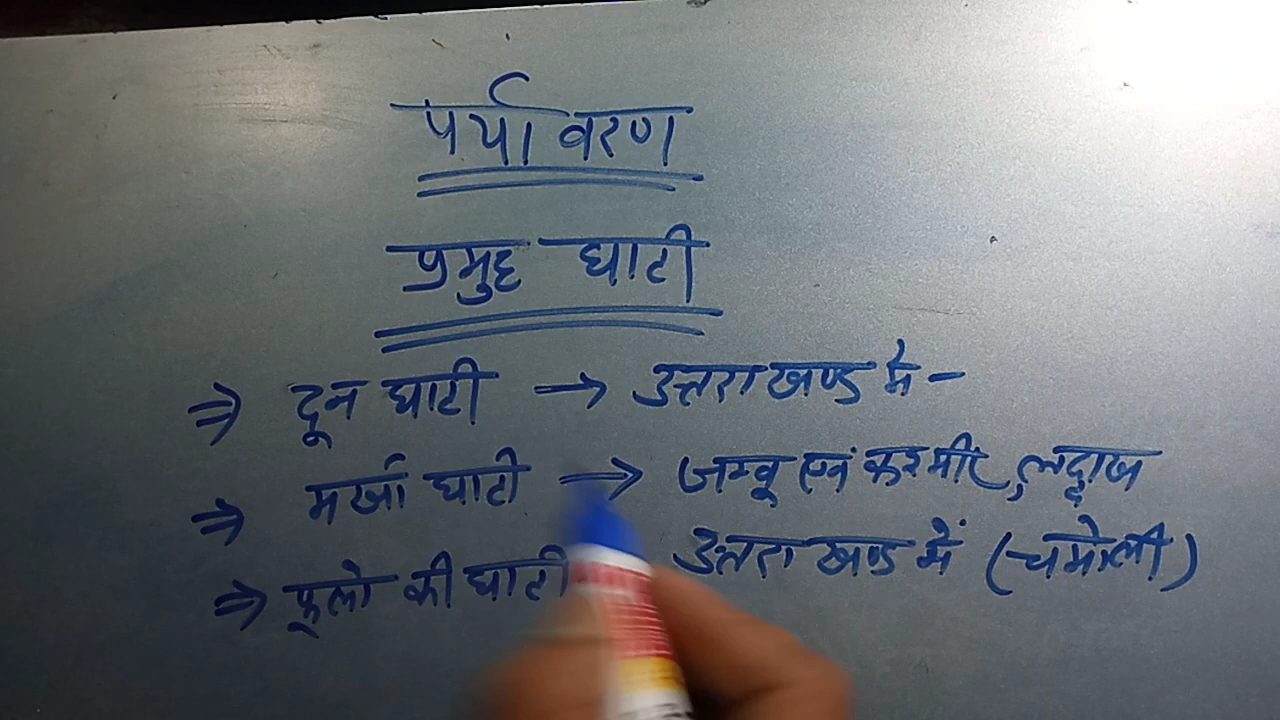 पर्यावरण
प्रमुह घाटी
⇒ दून घाटी → उत्तराखण्ड मे -
⇒ मर्खा घाटी → जम्बू एवं कश्मीर, लद्दाख
⇒ फूलो की घाटी उत्तराखण्ड में (चमोली)